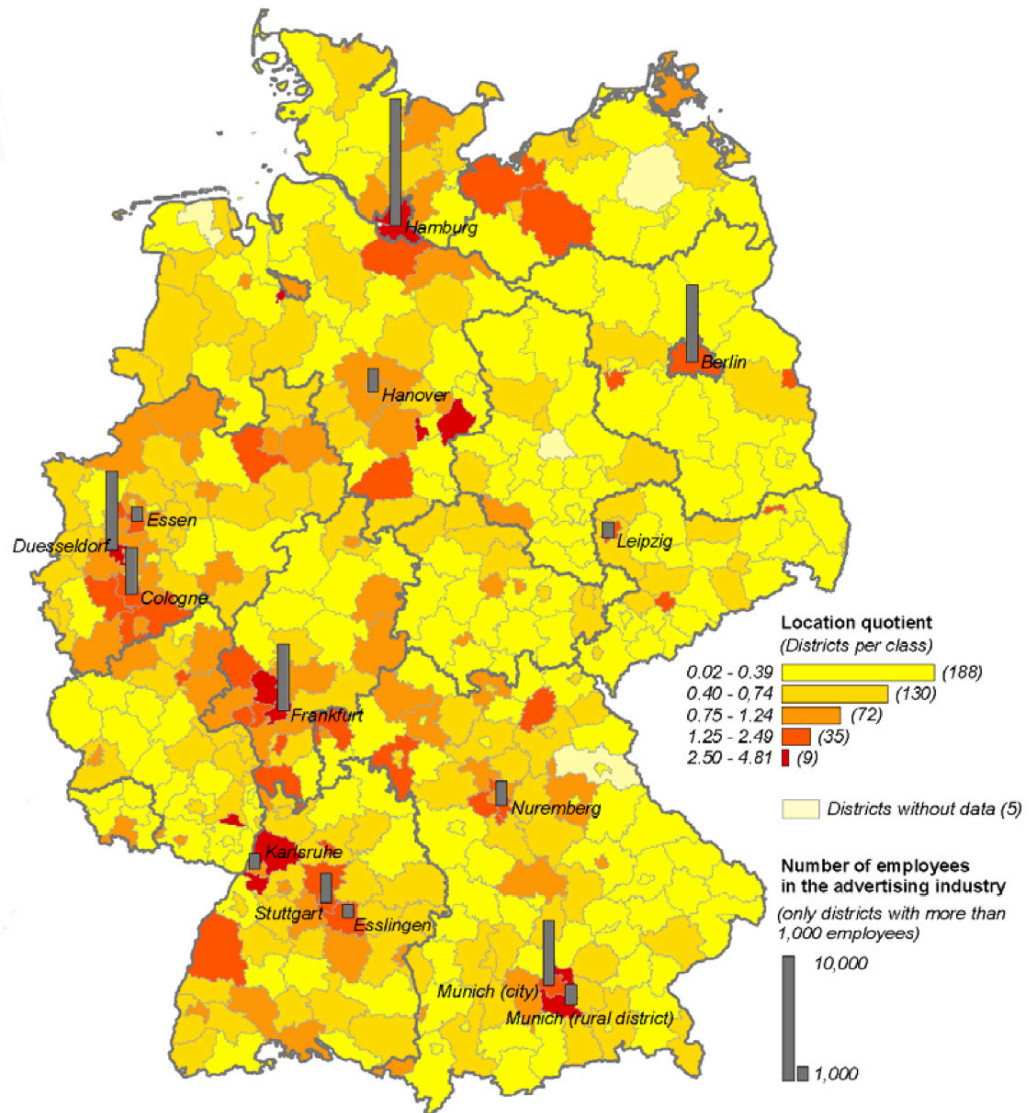 Hamburg
Berlin
Hanover
Essen
Duesseldorf
Leipzig
Cologne
Location quotient
(Districts per class)
0.02 - 0.39 (188)
0.40 - 0,74 (130)
0.75 - 1.24 (72)
1.25 - 2.49 (35)
2.50 - 4.81 (9)
Frankfurt
Nuremberg
Districts without data (5)
Karlsruhe
Number of employees
in the advertising industry
(only districts with more than
1,000 employees)
Stuttgart
Esslingen
10,000
Munich (city)
Munich (rural district)
1,000